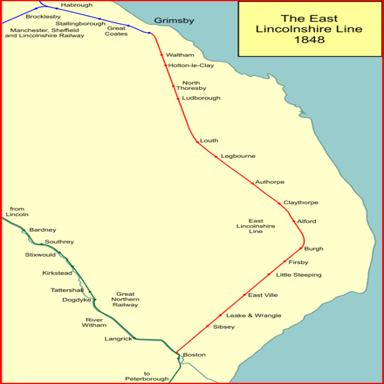 The East
Lincolnshire Line
1848
Habrough
Brocklesby
Stallingborough
Great
Coates
Grimsby
Manchester, Sheffield
and Lincolnshire Railway
Waltham
Holton-le-Clay
North
Thoresby
Ludborough
Louth
Legbourne
Authorpe
Claythorpe
Alford
East
Lincolnshire
Line
Burgh
Firsby
Little Steeping
East Ville
Leake & Wrangle
Sibsey
from
Lincoln
Bardney
Southrey
Stixwould
Kirkstead
Tattershall
Dogdyke
Great
Northern
Railway
River
Witham
Langrick
Boston
to
Peterborough